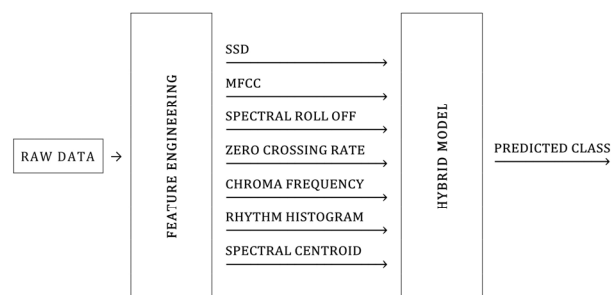 RAW DATA
FEATURE ENGINEERING
SSD
MFCC
SPECTRAL ROLL OFF
ZERO CROSSING RATE
CHROMA FREQUENCY
RHYTHM HISTOGRAM
SPECTRAL CENTROID
HYBRID MODEL
PREDICTED CLASS